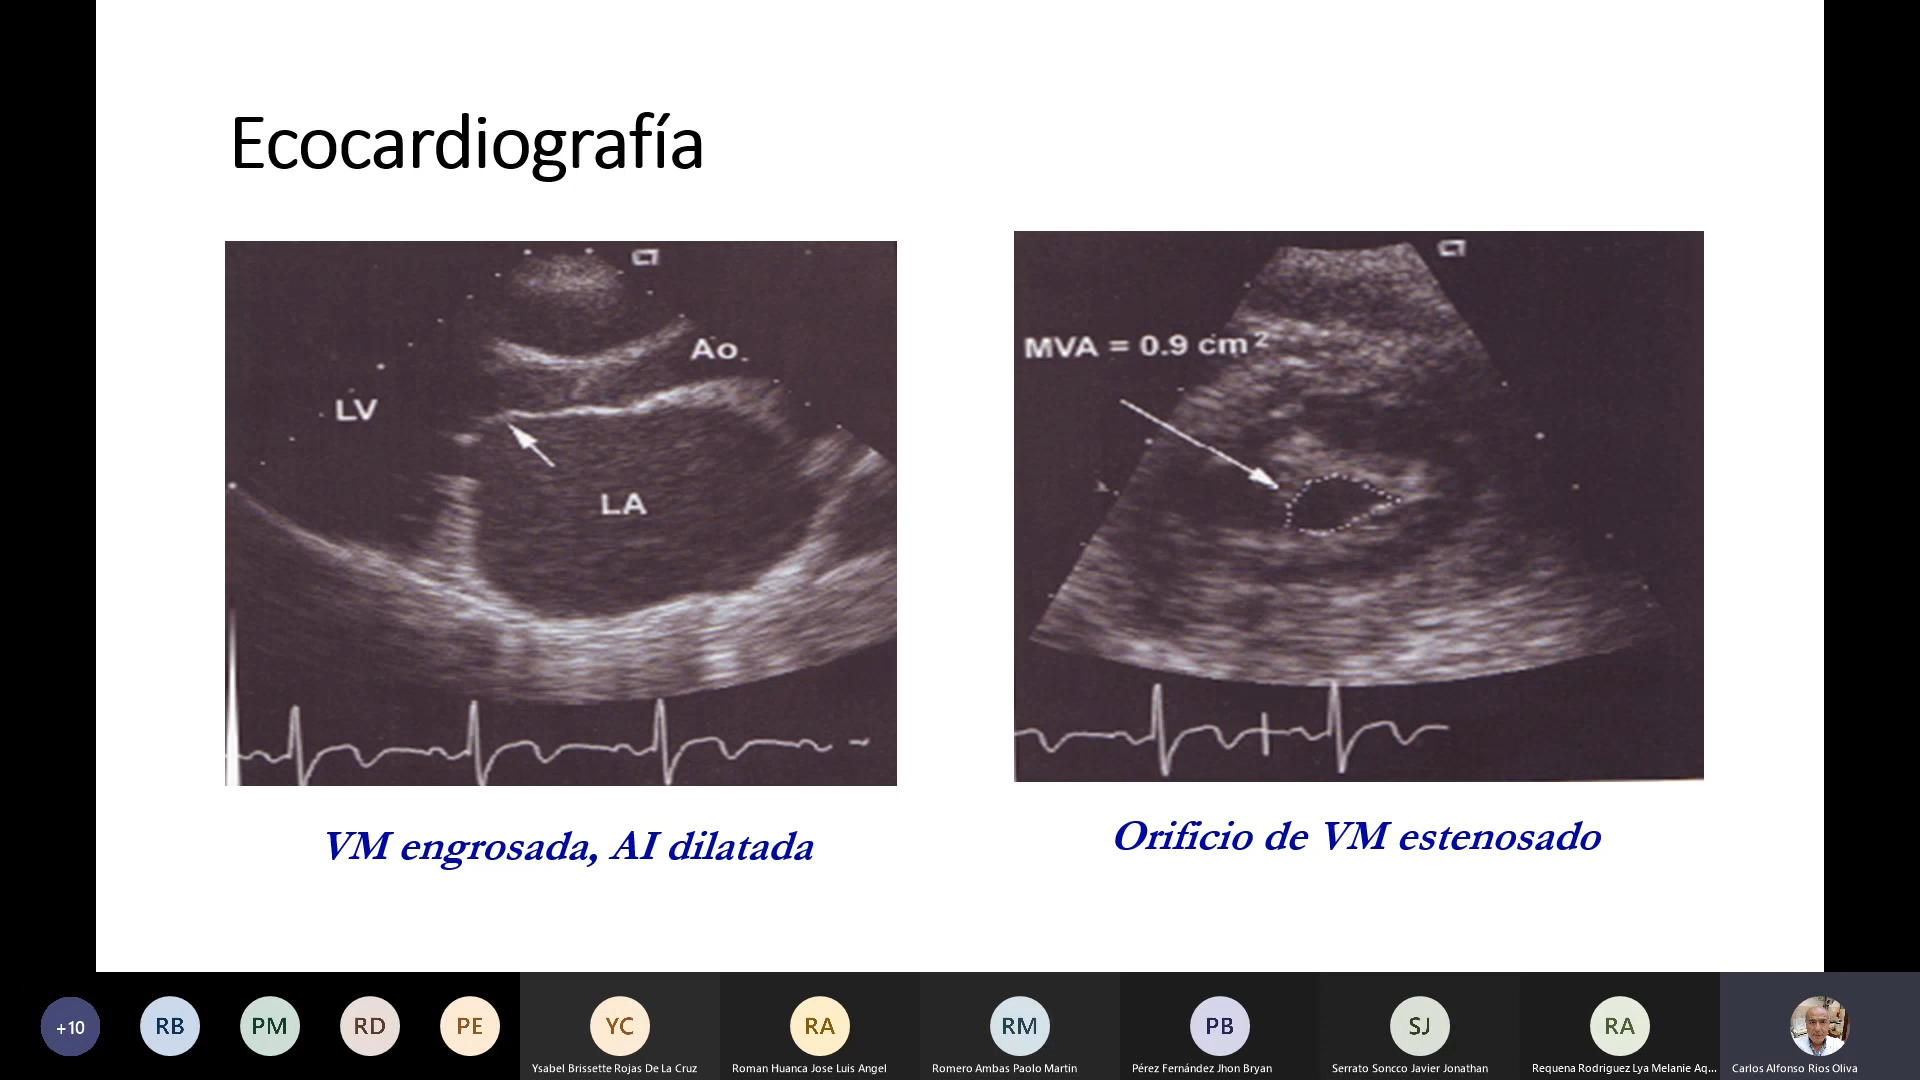 Ecocardiografía
Ao.
LV
LA
MVA = 0.9 cm²
VM engrosada, AI dilatada
Orificio de VM estenosado
+10
RB
PM
RD
PE
YC
RA
RM
PB
SJ
RA
Ysabel Brissette Rojas De La Cruz
Roman Huanca Jose Luis Angel
Romero Ambas Paolo Martin
Pérez Fernández Jhon Bryan
Serrato Soncco Javier Jonathan
Requena Rodriguez Lya Melanie Aq...
Carlos Alfonso Rios Oliva